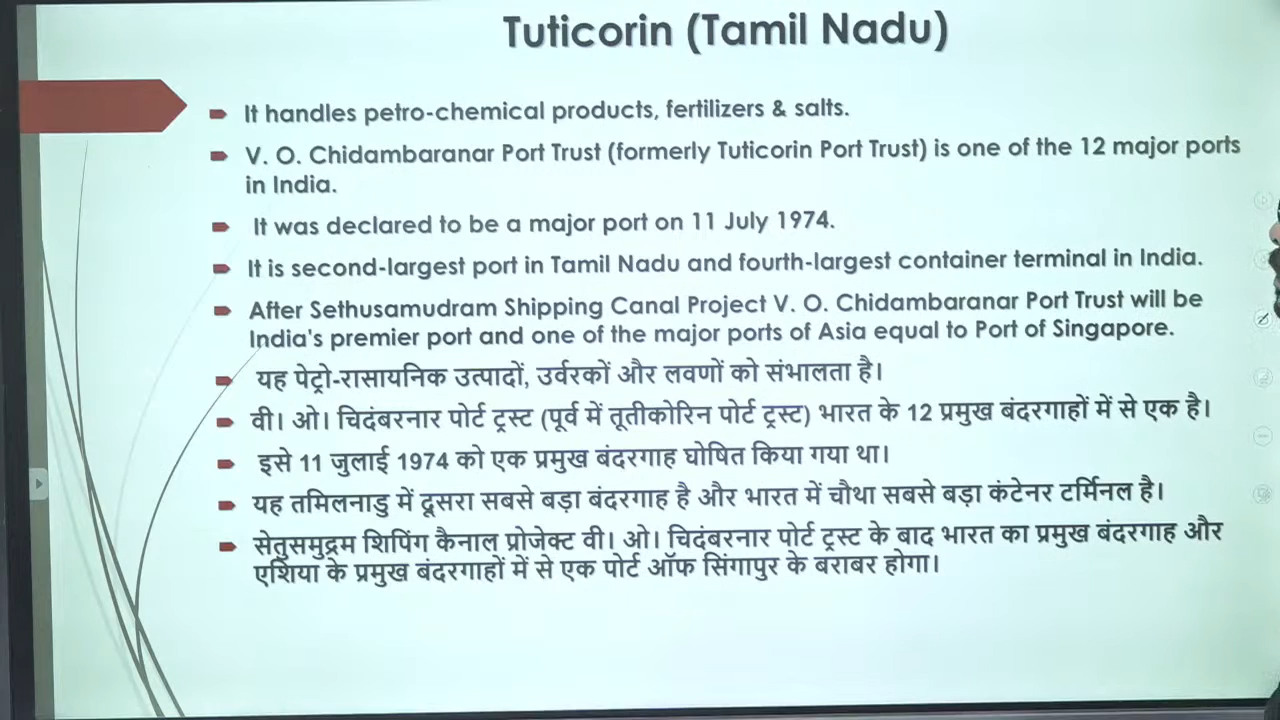 Tuticorin (Tamil Nadu)
It handles petro-chemical products, fertilizers & salts.
V. O. Chidambaranar Port Trust (formerly Tuticorin Port Trust) is one of the 12 major ports
in India.
It was declared to be a major port on 11 July 1974.
It is second-largest port in Tamil Nadu and fourth-largest container terminal in India.
After Sethusamudram Shipping Canal Project V. O. Chidambaranar Port Trust will be
India's premier port and one of the major ports of Asia equal to Port of Singapore.
यह पेट्रो-रासायनिक उत्पादों, उर्वरकों और लवणों को संभालता है।
वी। ओ। चिदंबरनार पोर्ट ट्रस्ट (पूर्व में तूतीकोरिन पोर्ट ट्रस्ट) भारत के 12 प्रमुख बंदरगाहों में से एक है।
इसे 11 जुलाई 1974 को एक प्रमुख बंदरगाह घोषित किया गया था।
यह तमिलनाडु में दूसरा सबसे बड़ा बंदरगाह है और भारत में चौथा सबसे बड़ा कंटेनर टर्मिनल है।
सेतुसमुद्रम शिपिंग कैनाल प्रोजेक्ट वी। ओ। चिदंबरनार पोर्ट ट्रस्ट के बाद भारत का प्रमुख बंदरगाह और
एशिया के प्रमुख बंदरगाहों में से एक पोर्ट ऑफ सिंगापुर के बराबर होगा।